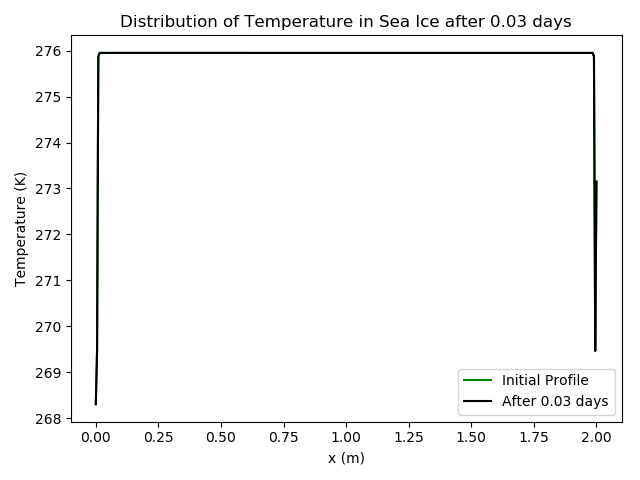 Distribution of Temperature in Sea Ice after 0.03 days
276
275
274
273
272
271
270
269
268
Temperature (K)
0.00 0.25 0.50 0.75 1.00 1.25 1.50 1.75 2.00
x (m)
Initial Profile
After 0.03 days